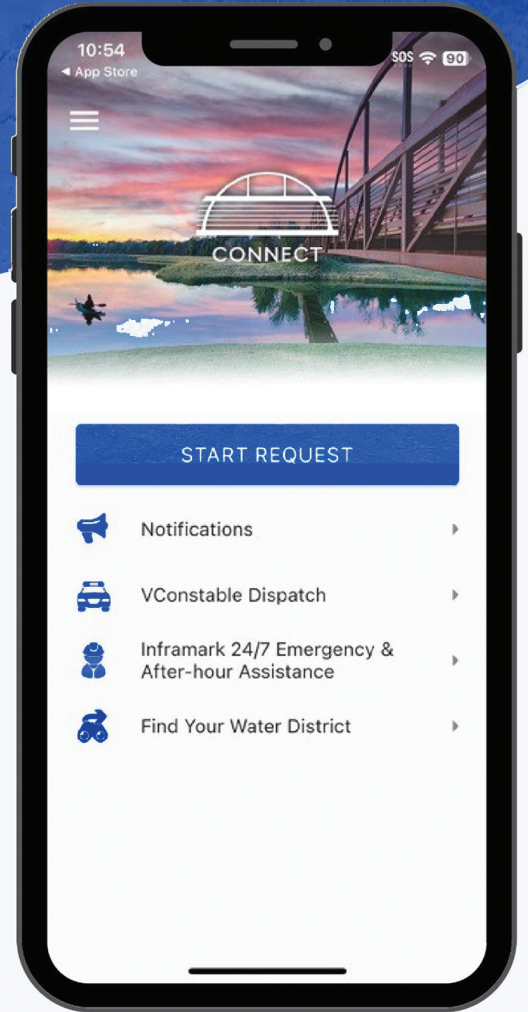 10:54
SOS 90
◄ App Store
CONNECT
START REQUEST
Notifications
VConstable Dispatch
Inframark 24/7 Emergency &
After-hour Assistance
Find Your Water District